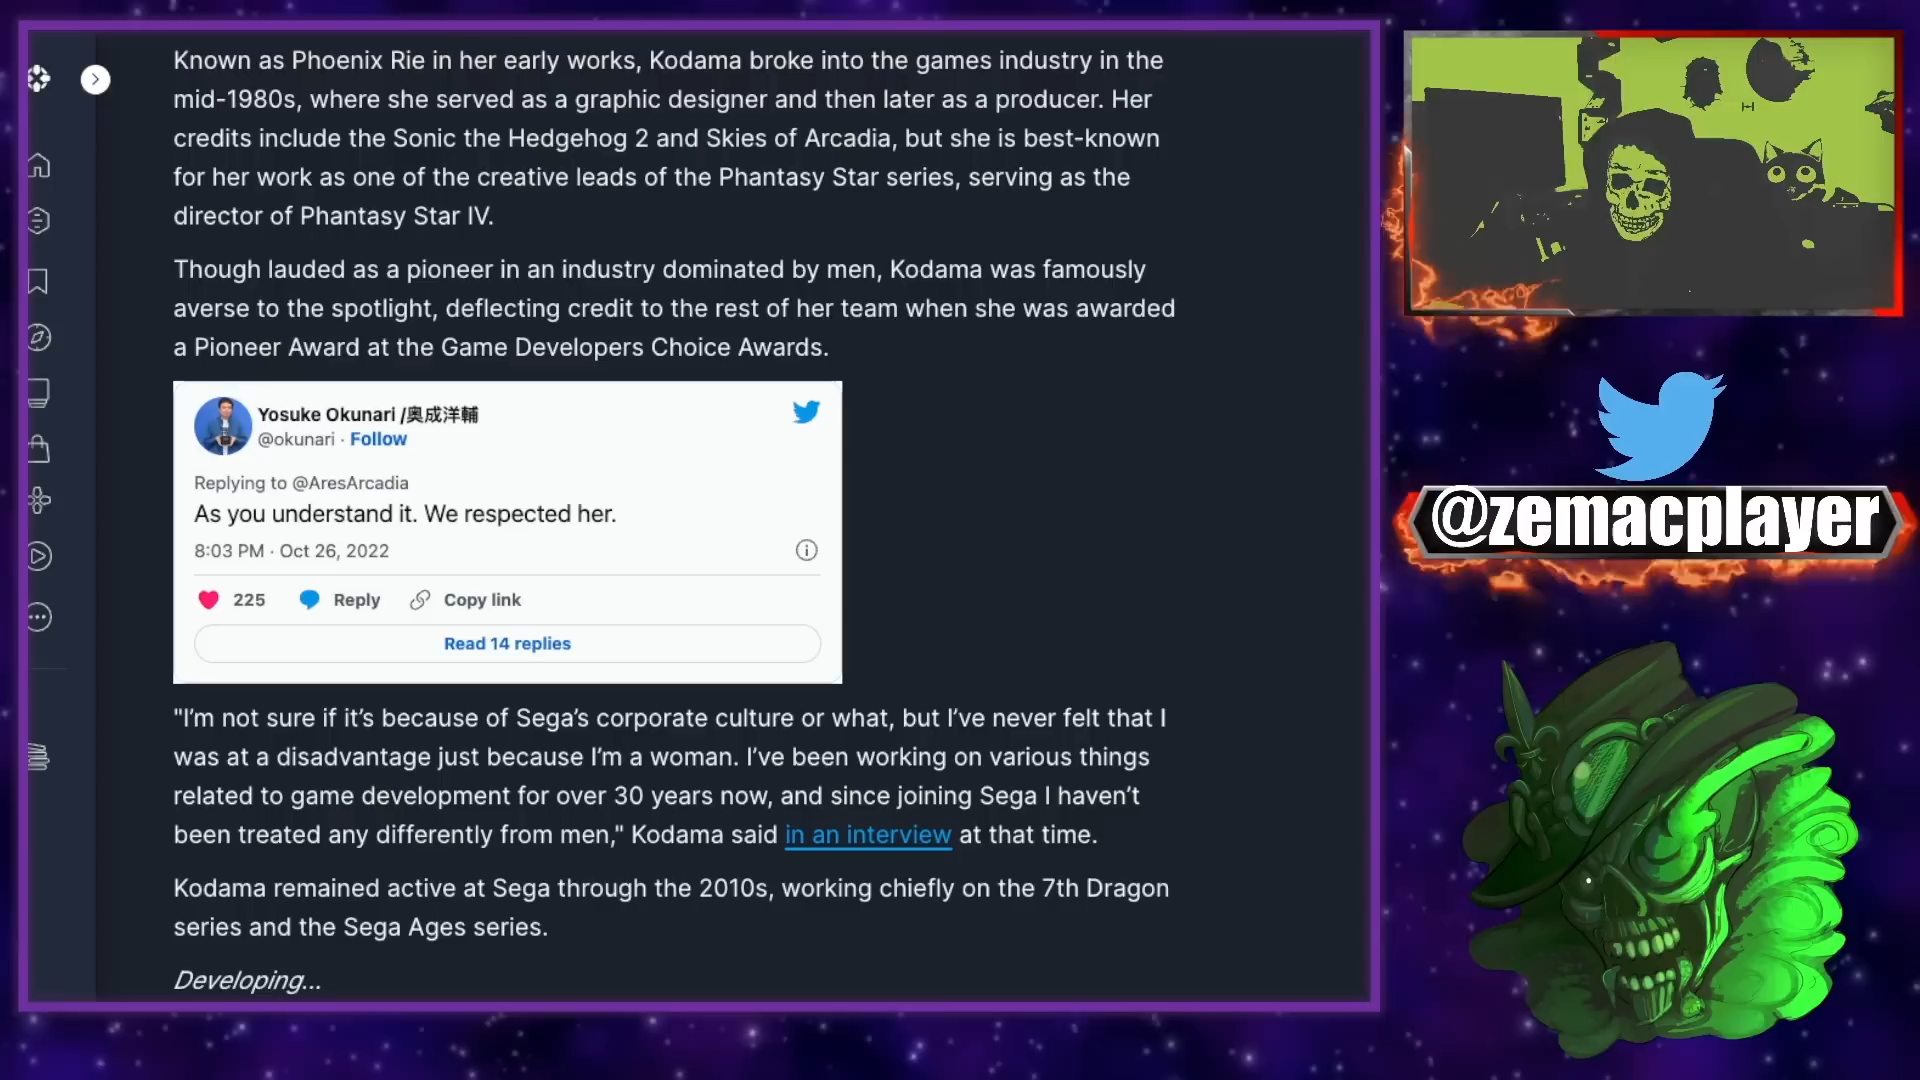 Known as Phoenix Rie in her early works, Kodama broke into the games industry in the
mid-1980s, where she served as a graphic designer and then later as a producer. Her
credits include the Sonic the Hedgehog 2 and Skies of Arcadia, but she is best-known
for her work as one of the creative leads of the Phantasy Star series, serving as the
director of Phantasy Star IV.
Though lauded as a pioneer in an industry dominated by men, Kodama was famously
averse to the spotlight, deflecting credit to the rest of her team when she was awarded
a Pioneer Award at the Game Developers Choice Awards.
Yosuke Okunari /奥成洋輔
@okunari · Follow
Replying to @AresArcadia
As you understand it. We respected her.
8:03 PM · Oct 26, 2022
225 Reply Copy link
Read 14 replies
"I’m not sure if it’s because of Sega’s corporate culture or what, but I’ve never felt that I
was at a disadvantage just because I’m a woman. I’ve been working on various things
related to game development for over 30 years now, and since joining Sega I haven’t
been treated any differently from men," Kodama said in an interview at that time.
Kodama remained active at Sega through the 2010s, working chiefly on the 7th Dragon
series and the Sega Ages series.
Developing...
@zemacplayer